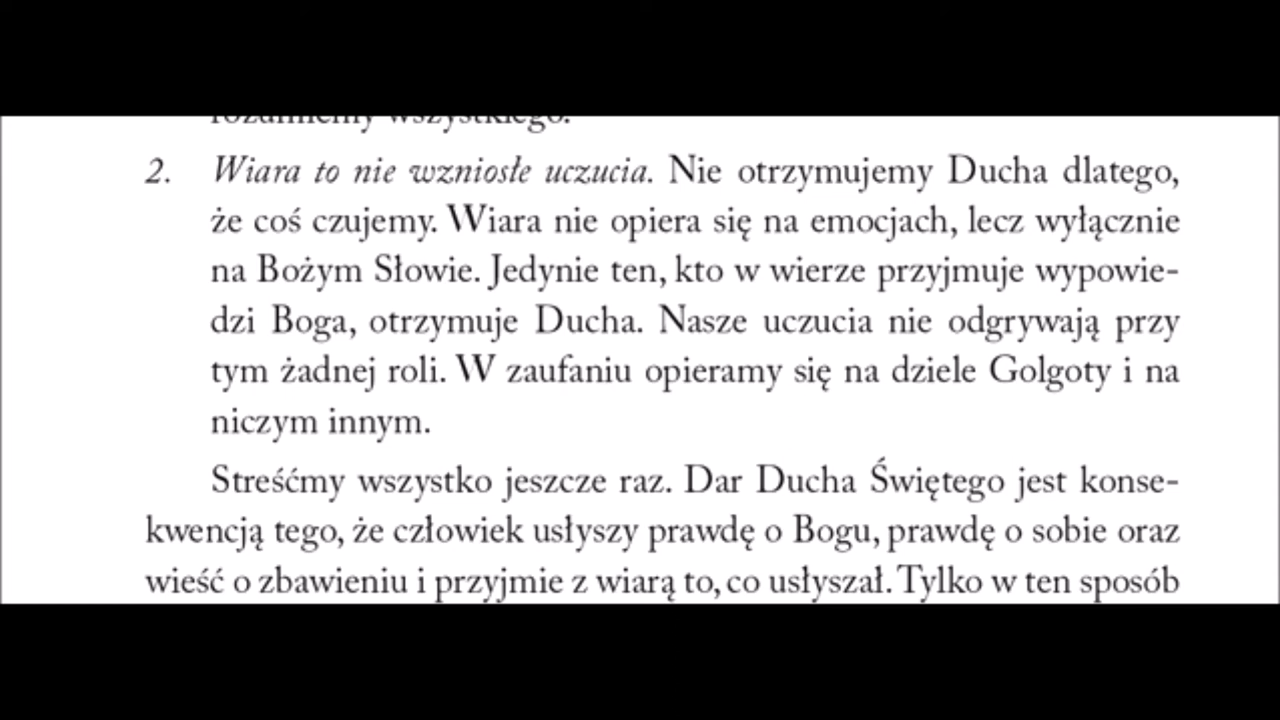 rozumiemy wszystkiego.
2. Wiara to nie wzniosłe uczucia. Nie otrzymujemy Ducha dlatego,
że coś czujemy. Wiara nie opiera się na emocjach, lecz wyłącznie
na Bożym Słowie. Jedynie ten, kto w wierze przyjmuje wypowie-
dzi Boga, otrzymuje Ducha. Nasze uczucia nie odgrywają przy
tym żadnej roli. W zaufaniu opieramy się na dziele Golgoty i na
niczym innym.
Streśćmy wszystko jeszcze raz. Dar Ducha Świętego jest konse-
kwencją tego, że człowiek usłyszy prawdę o Bogu, prawdę o sobie oraz
wieść o zbawieniu i przyjmie z wiarą to, co usłyszał. Tylko w ten sposób